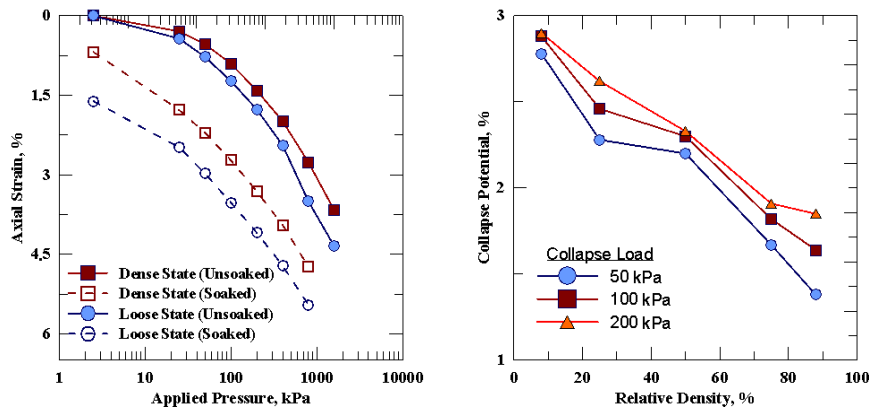 0
1,5
3
4,5
6
Axial Strain, %
Dense State (Unsoaked)
Dense State (Soaked)
Loose State (Unsoaked)
Loose State (Soaked)
1 10 100 1000 10000
Applied Pressure, kPa
3
2
1
Collapse Potential, %
Collapse Load
50 kPa
100 kPa
200 kPa
0 20 40 60 80 100
Relative Density, %